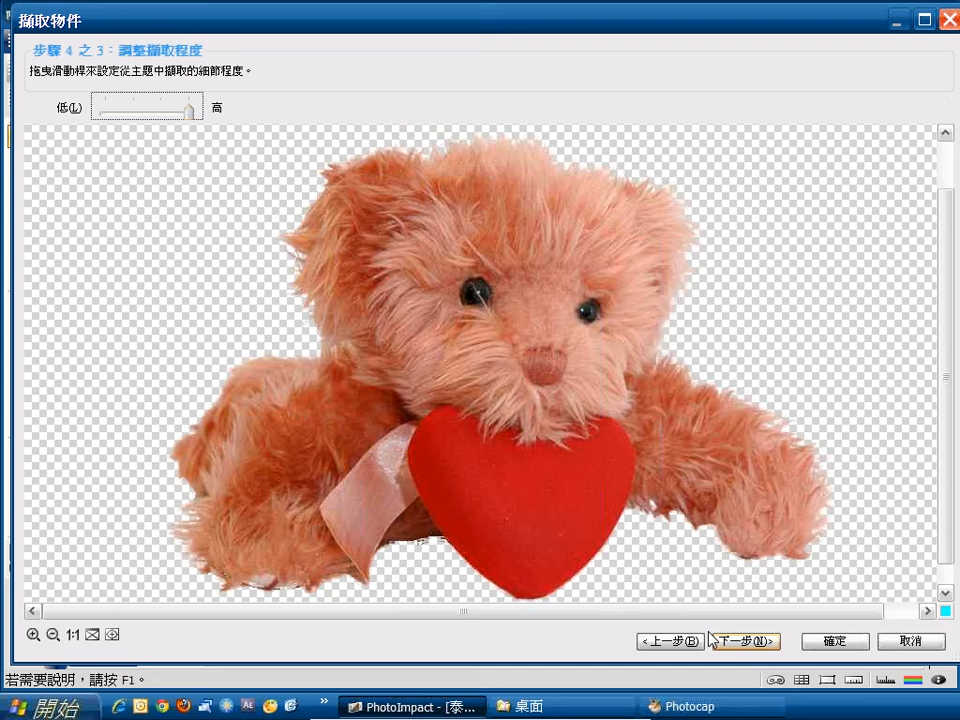 擷取物件
步驟 4 之 3：調整擷取程度
拖曳滑動桿來設定從主題中擷取的細節程度。
低(L) 高
1:1 <上一步(B) 下一步(N)> 確定 取消
若需要說明，請按 F1。
開始 » PhotoImpact - [泰... 桌面 Photocap